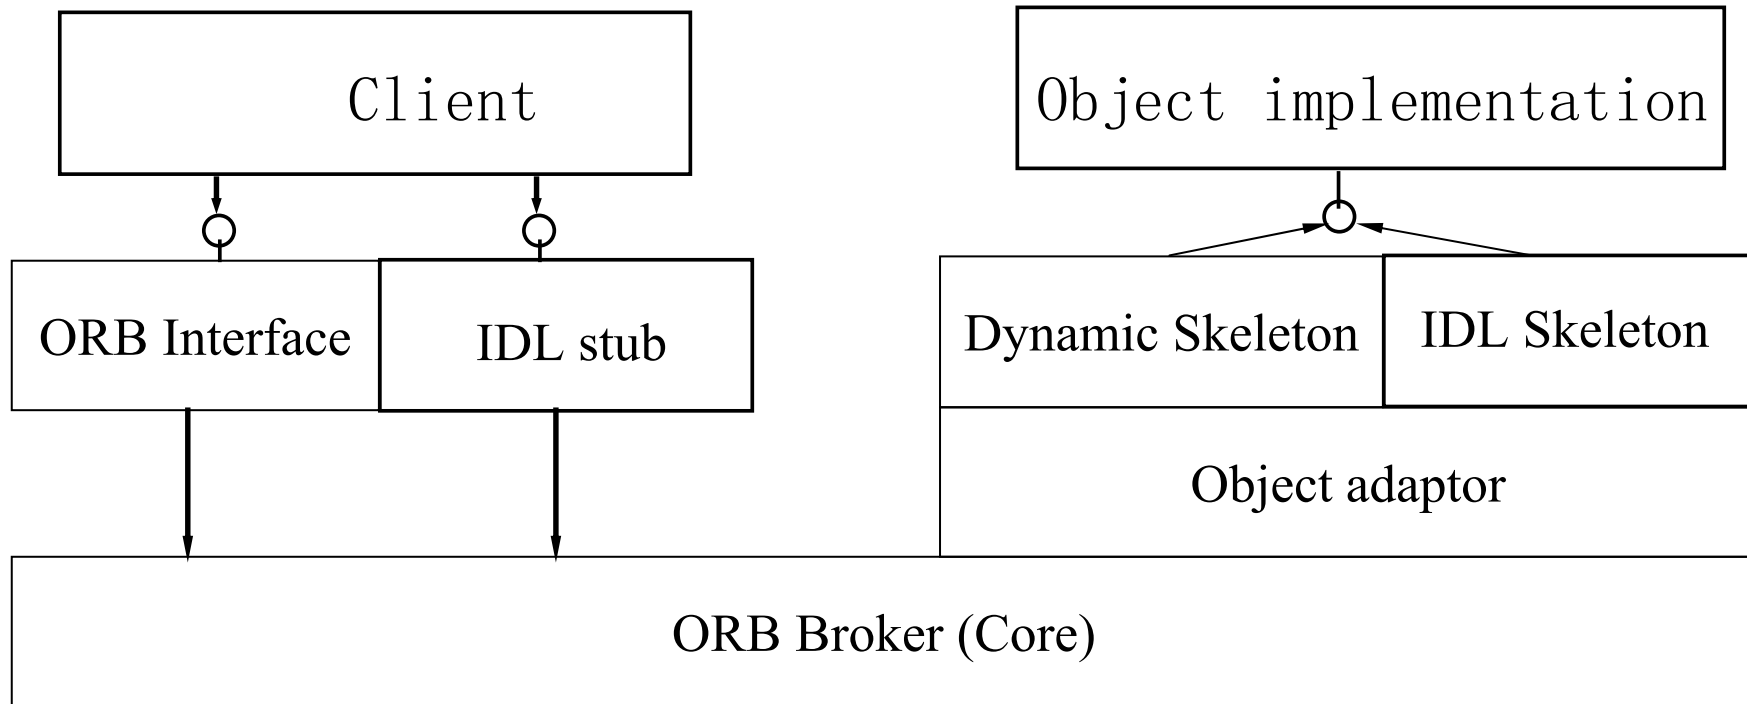 Client
Object implementation
ORB Interface
IDL stub
Dynamic Skeleton
IDL Skeleton
Object adaptor
ORB Broker (Core)